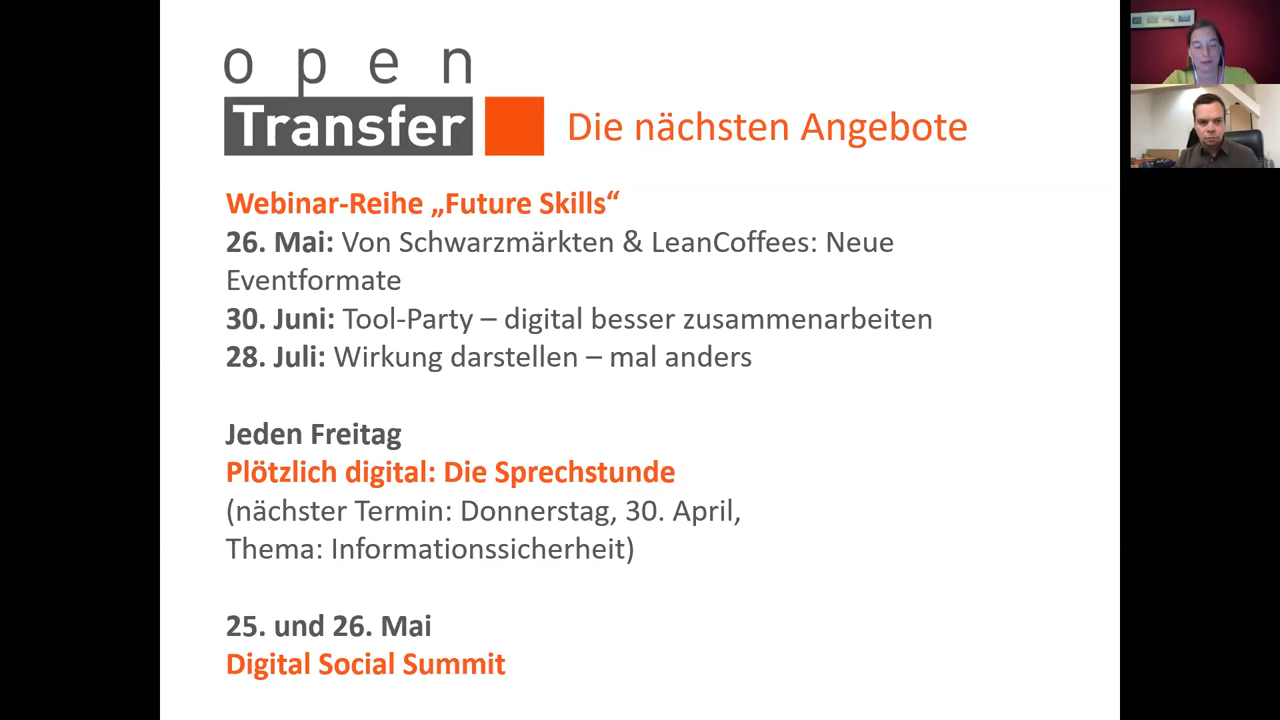 open
Transfer
Die nächsten Angebote
Webinar-Reihe „Future Skills“
26. Mai: Von Schwarzmärkten & LeanCoffees: Neue
Eventformate
30. Juni: Tool-Party – digital besser zusammenarbeiten
28. Juli: Wirkung darstellen – mal anders
Jeden Freitag
Plötzlich digital: Die Sprechstunde
(nächster Termin: Donnerstag, 30. April,
Thema: Informationssicherheit)
25. und 26. Mai
Digital Social Summit